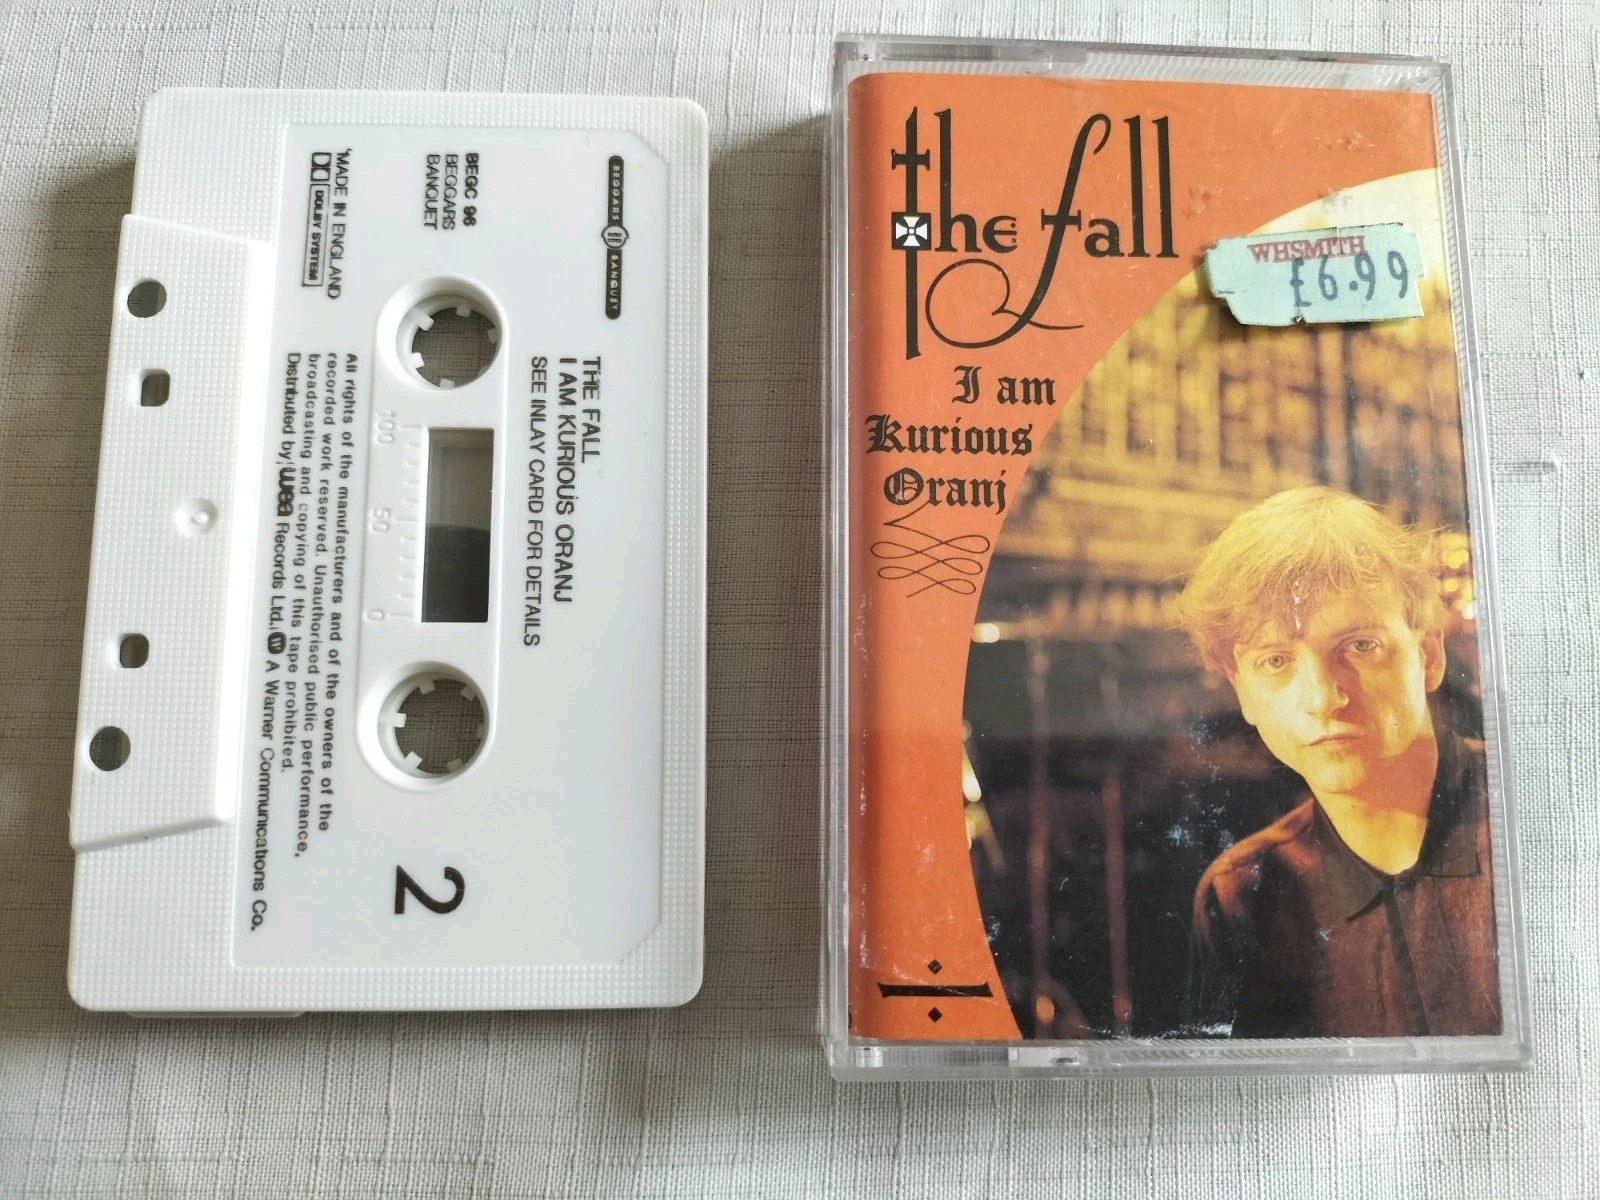 BEGGARS BANQUET
THE FALL
I AM KURIOUS ORANJ
SEE INLAY CARD FOR DETAILS
BEGC 96
BEGGARS
BANQUET
'MADE IN ENGLAND
DOLBY SYSTEM
100 50 0
All rights of the manufacturers and of the owners of the
recorded work reserved. Unauthorised public performance,
broadcasting and copying of this tape prohibited.
Distributed by wea Records Ltd. A Warner Communications Co.
2
the fall
WHSMITH
£6.99
I am
Kurious
Oranj